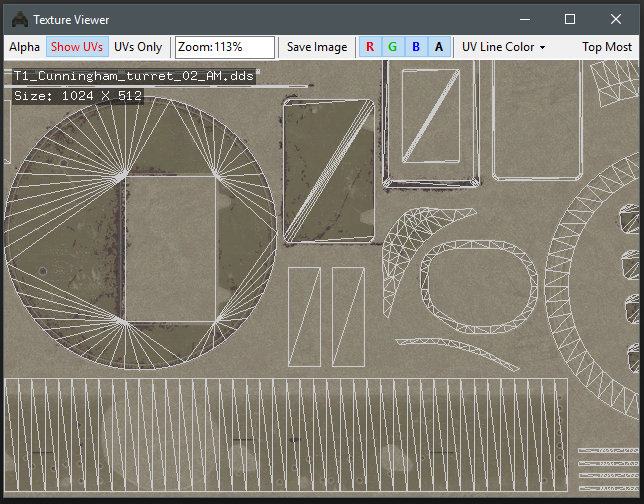 Texture Viewer
Alpha Show UVs UVs Only Zoom: 113% Save Image R G B A UV Line Color Top Most
T1_Cunningham_turret_02_AM.dds
Size: 1024 X 512